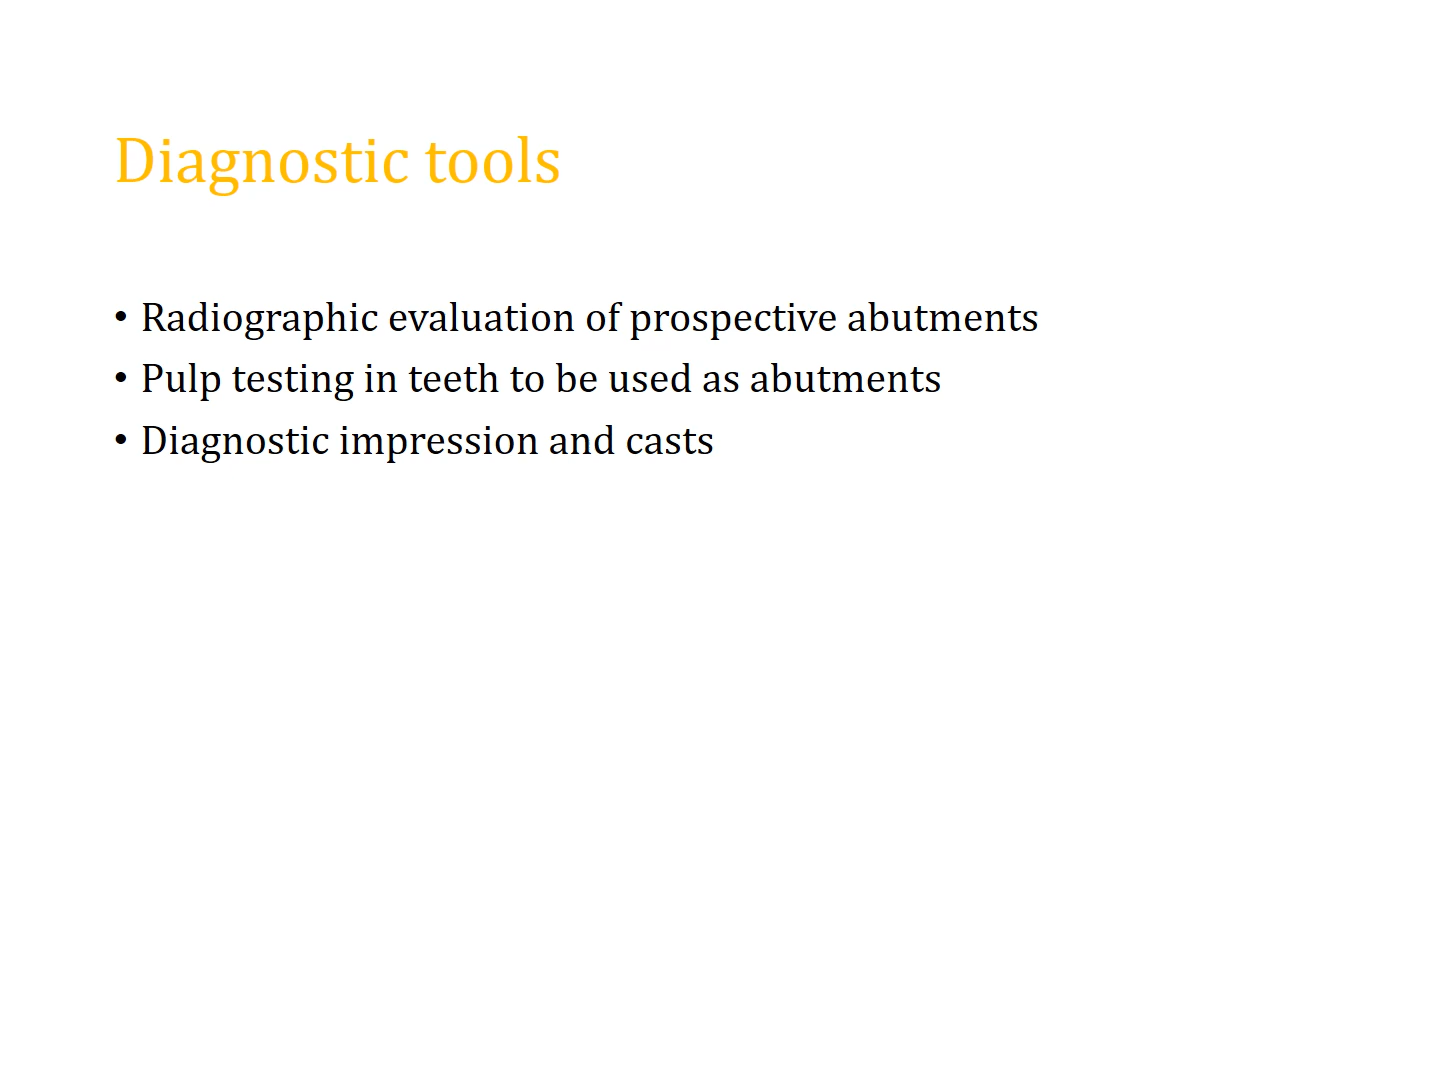 Diagnostic tools
• Radiographic evaluation of prospective abutments
• Pulp testing in teeth to be used as abutments
• Diagnostic impression and casts